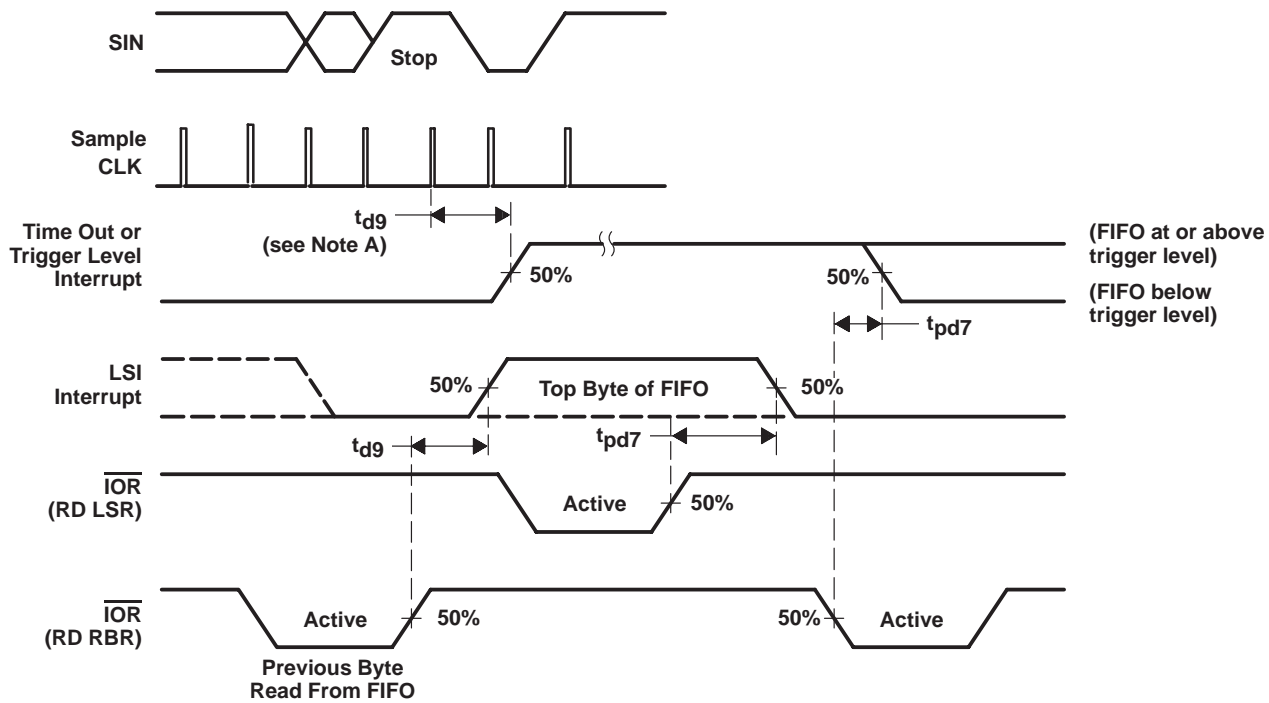 SIN
Stop
Sample
CLK
td9
(see Note A)
Time Out or
Trigger Level
Interrupt
50%
50%
(FIFO at or above
trigger level)
(FIFO below
trigger level)
tpd7
LSI
Interrupt
50%
Top Byte of FIFO
50%
td9
tpd7
IOR
(RD LSR)
Active
50%
IOR
(RD RBR)
Active
50%
50%
Active
Previous Byte
Read From FIFO